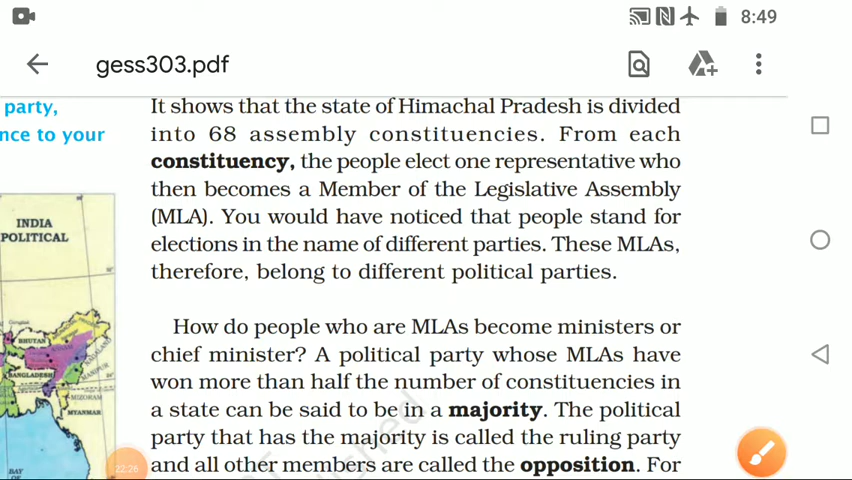 8:49
gess303.pdf
party,
nce to your
It shows that the state of Himachal Pradesh is divided
into 68 assembly constituencies. From each
constituency, the people elect one representative who
then becomes a Member of the Legislative Assembly
(MLA). You would have noticed that people stand for
elections in the name of different parties. These MLAs,
therefore, belong to different political parties.
How do people who are MLAs become ministers or
chief minister? A political party whose MLAs have
won more than half the number of constituencies in
a state can be said to be in a majority. The political
party that has the majority is called the ruling party
and all other members are called the opposition. For
INDIA
POLITICAL
BHUTAN
BANGLADESH
NAGALAND
MANIPUR
MIZORAM
MYANMAR
BAY
OF
22:26